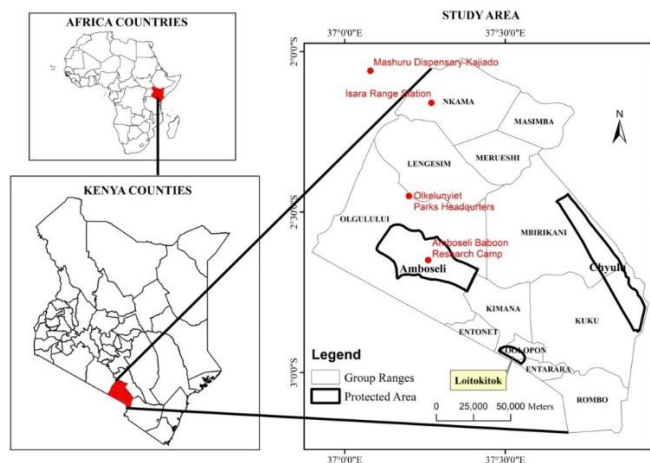 AFRICA COUNTRIES
KENYA COUNTIES
STUDY AREA
37°0'0"E
37°30'0"E
2°0'0"S
Mashuru Dispensary-Kajiado
Isara Range Station
NKAMA
N
MASIMBA
MERUESHI
LENGESIM
Olkelunyiet
Parks Headqurters
2°30'0"S
OLGULULUI
MBIRIKANI
Amboseli Baboon
Research Camp
Amboseli
Chyulu
KIMANA
KUKU
ENTONET
OOLOPON
Legend
ENTARARA
3°0'0"S
Group Ranges
Loitokitok
Protected Area
ROMBO
0 25,000 50,000 Meters
37°0'0"E
37°30'0"E